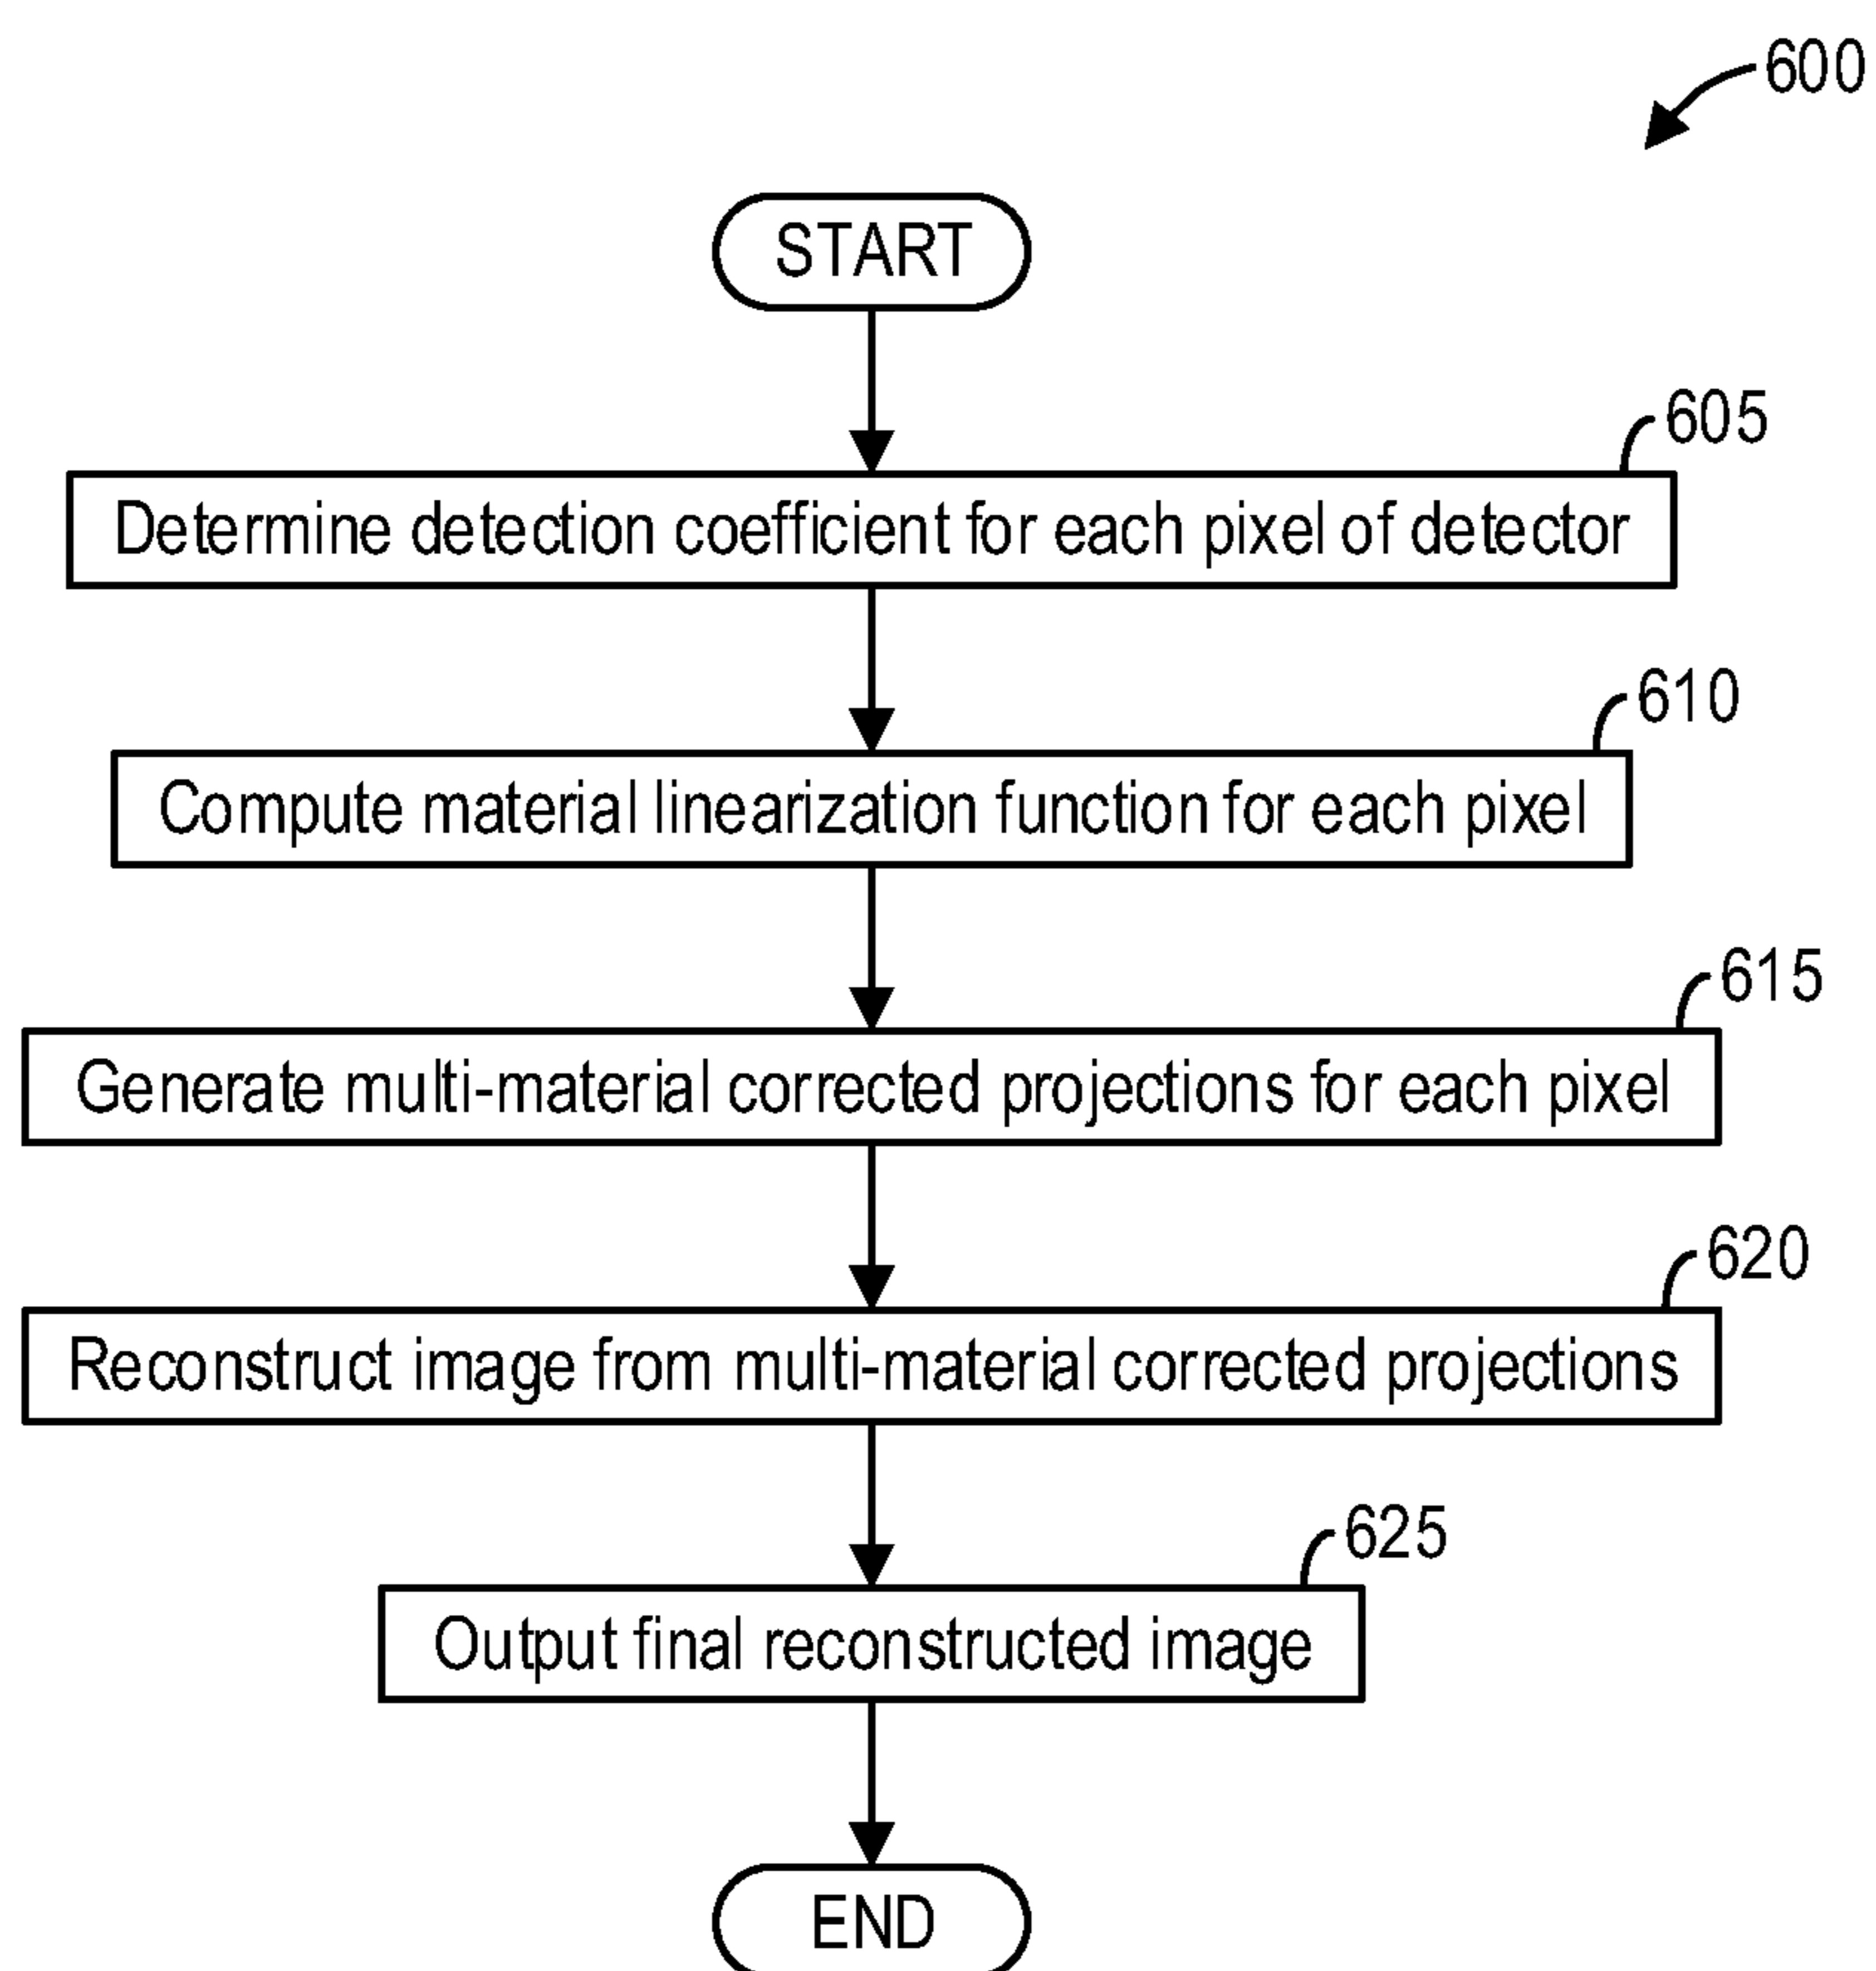 600
START
605
Determine detection coefficient for each pixel of detector
610
Compute material linearization function for each pixel
615
Generate multi-material corrected projections for each pixel
620
Reconstruct image from multi-material corrected projections
625
Output final reconstructed image
END